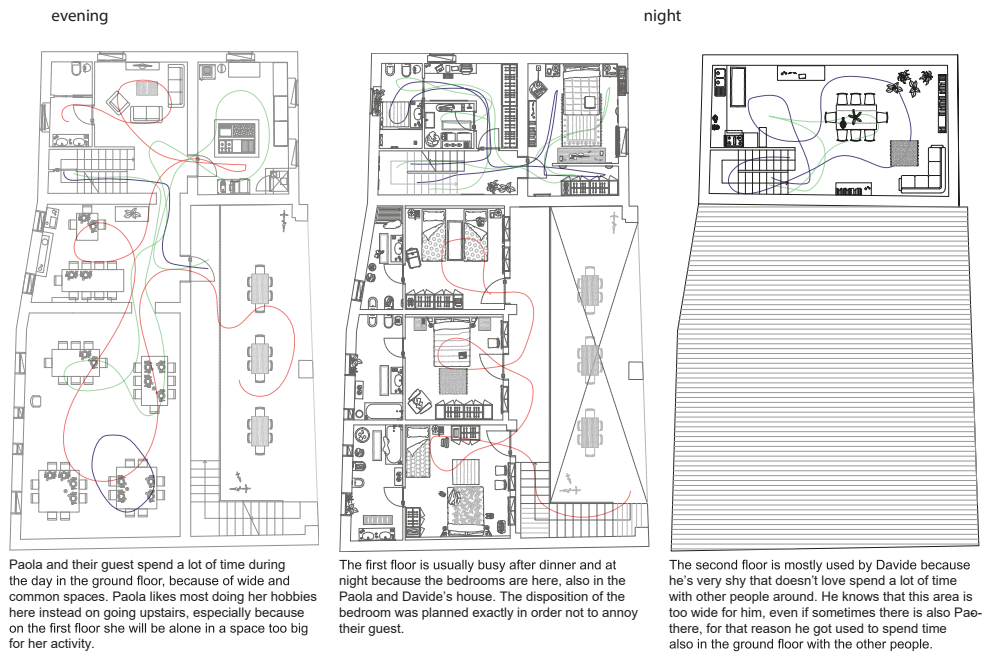 evening
night
Paola and their guest spend a lot of time during
the day in the ground floor, because of wide and
common spaces. Paola likes most doing her hobbies
here instead on going upstairs, especially because
on the first floor she will be alone in a space too big
for her activity.
The first floor is usually busy after dinner and at
night because the bedrooms are here, also in the
Paola and Davide's house. The disposition of the
bedroom was planned exactly in order not to annoy
their guest.
The second floor is mostly used by Davide because
he's very shy that doesn't love spend a lot of time
with other people around. He knows that this area is
too wide for him, even if sometimes there is also Pao-
there, for that reason he got used to spend time
also in the ground floor with the other people.